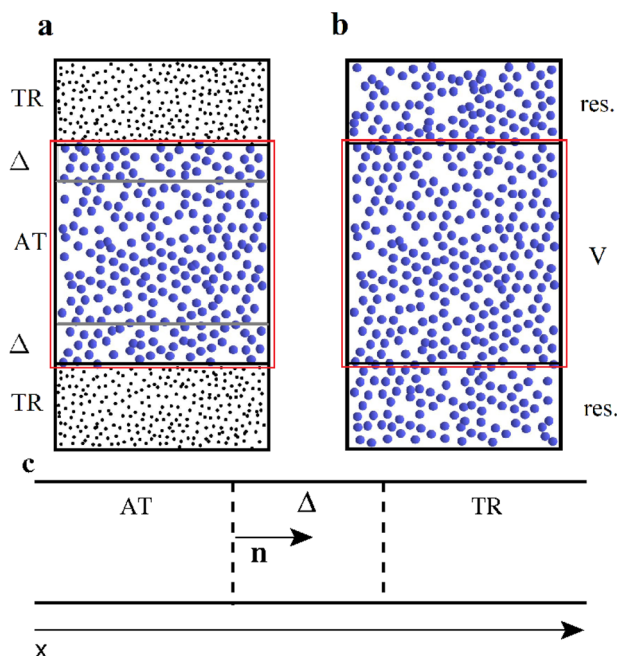 a b
TR res.
Δ
AT V
Δ
TR res.
c
AT Δ TR
n
x